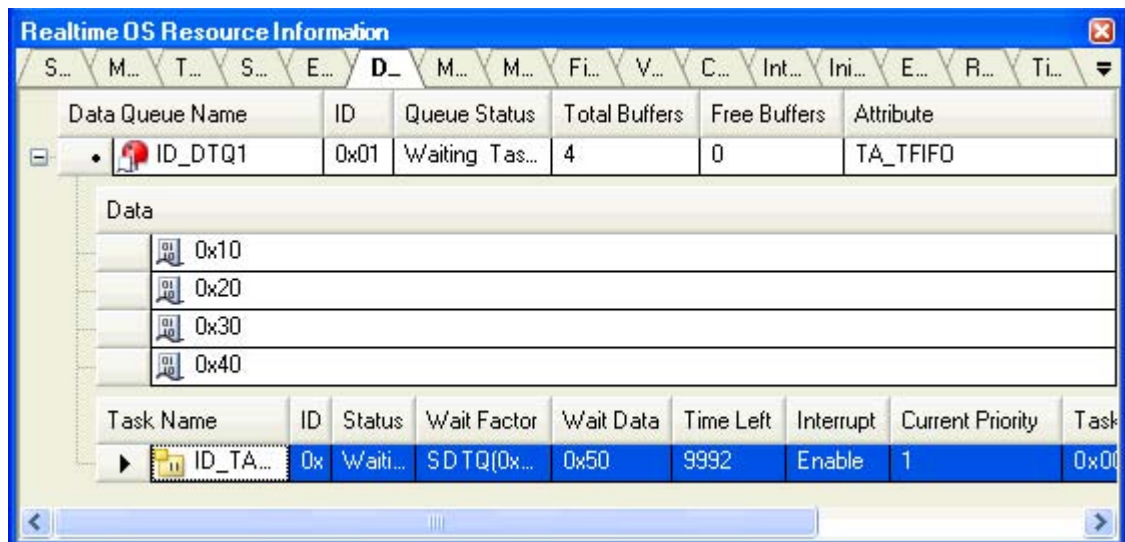 Realtime OS Resource Information
S... M... T... S... E... D... M... M... Fi... V... C... Int... Ini... E... R... Ti...
Data Queue Name ID Queue Status Total Buffers Free Buffers Attribute
ID_DTQ1 0x01 Waiting Tas... 4 0 TA_TFIFO
Data
0x10
0x20
0x30
0x40
Task Name ID Status Wait Factor Wait Data Time Left Interrupt Current Priority Task
ID_TA... 0x Waiti... SDTQ(0x... 0x50 9992 Enable 1 0x00